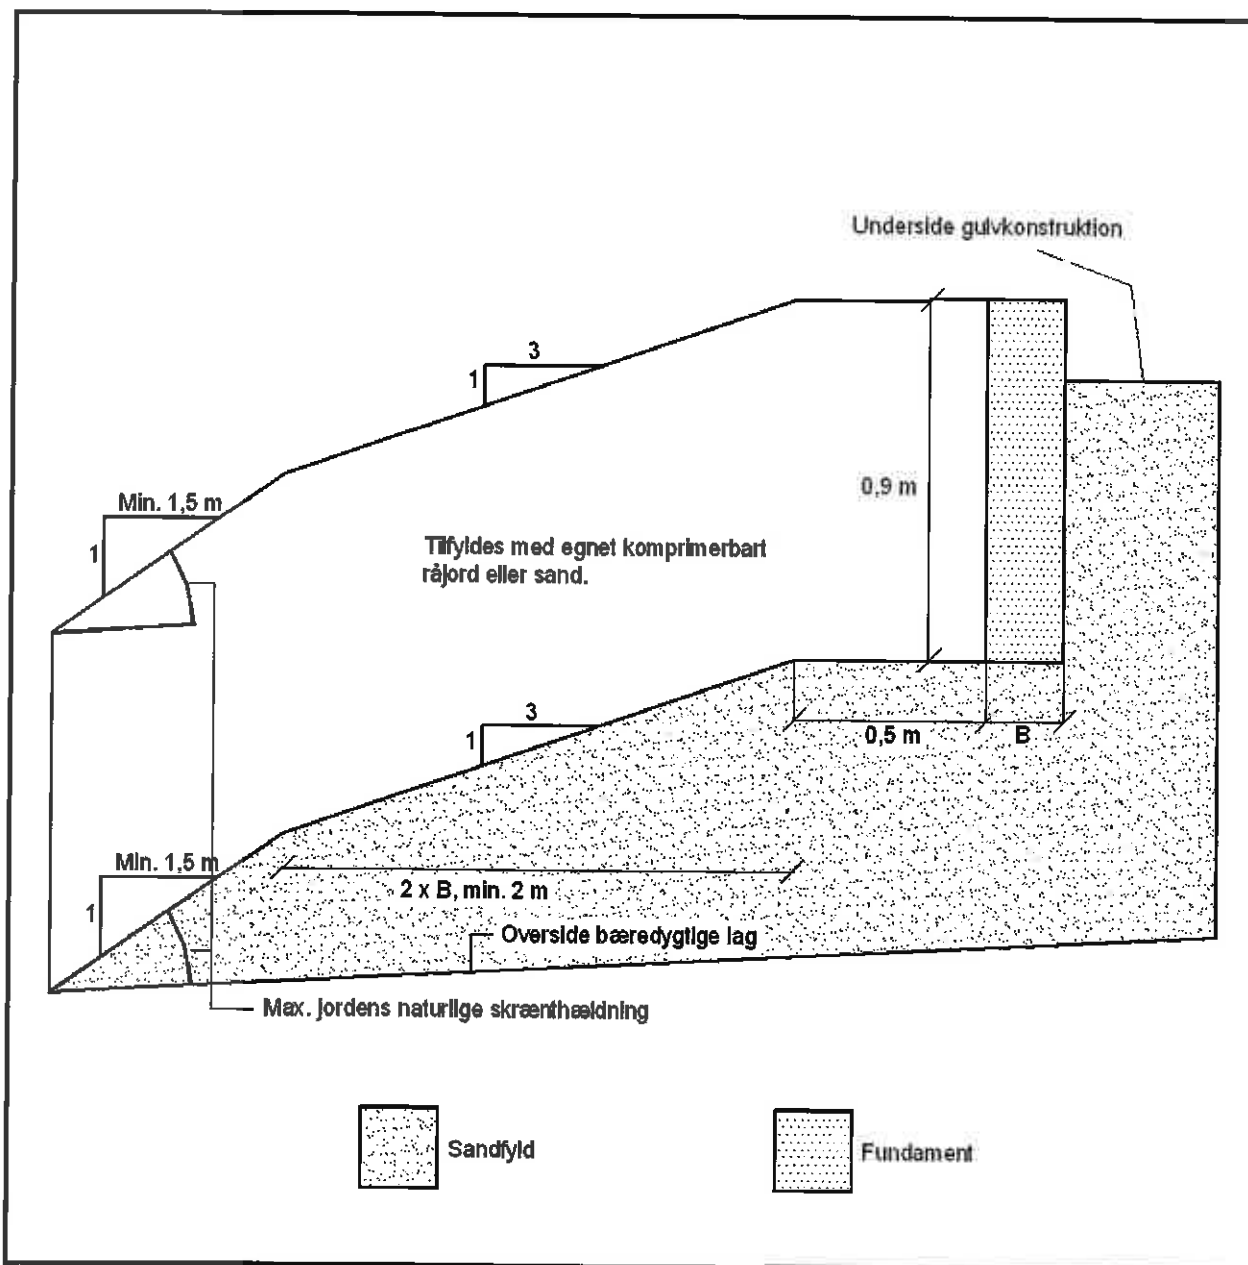 Underside gulvkonstruktion
3
1
Min. 1,5 m
1
0,9 m
Tilfyldes med egnet komprimerbart
råjord eller sand.
3
1
0,5 m
B
Min. 1,5 m
1
2 x B, min. 2 m
Overside bæredygtige lag
Max. jordens naturlige skrænthældning
Sandfyld
Fundament